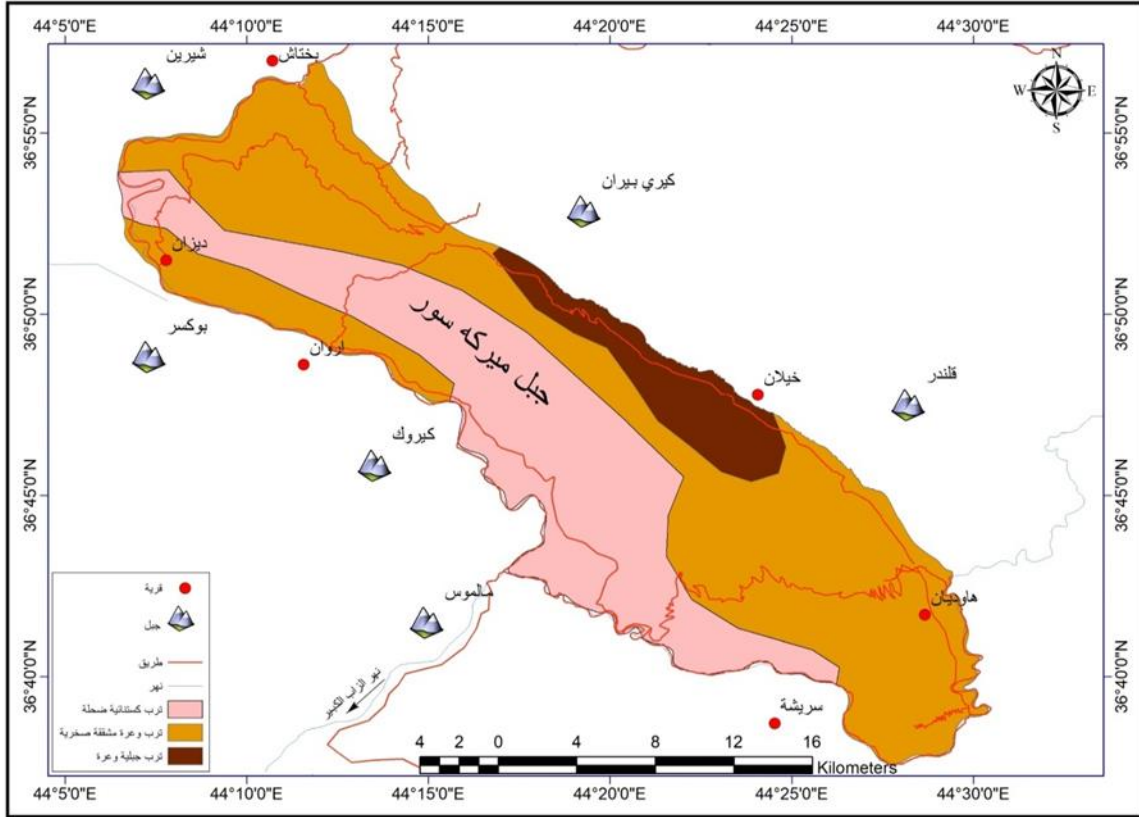 44°5'0"E 44°10'0"E 44°15'0"E 44°20'0"E 44°25'0"E 44°30'0"E
36°55'0"N
36°50'0"N
36°45'0"N
36°40'0"N
36°55'0"N
36°50'0"N
36°45'0"N
36°40'0"N
N
W E
S
شيرين
بختاش
كيري بيران
ديزان
بوكسر
جبل ميركه سور
اروان
خيلان
قلندر
كيروك
سالموس
هاوديان
نهر الزاب الكبير
سريشة
قرية
جبل
طريق
نهر
ترب كستنائية ضحلة
ترب وعرة مشققة صخرية
ترب جبلية وعرة
4 2 0 4 8 12 16
Kilometers
44°5'0"E 44°10'0"E 44°15'0"E 44°20'0"E 44°25'0"E 44°30'0"E